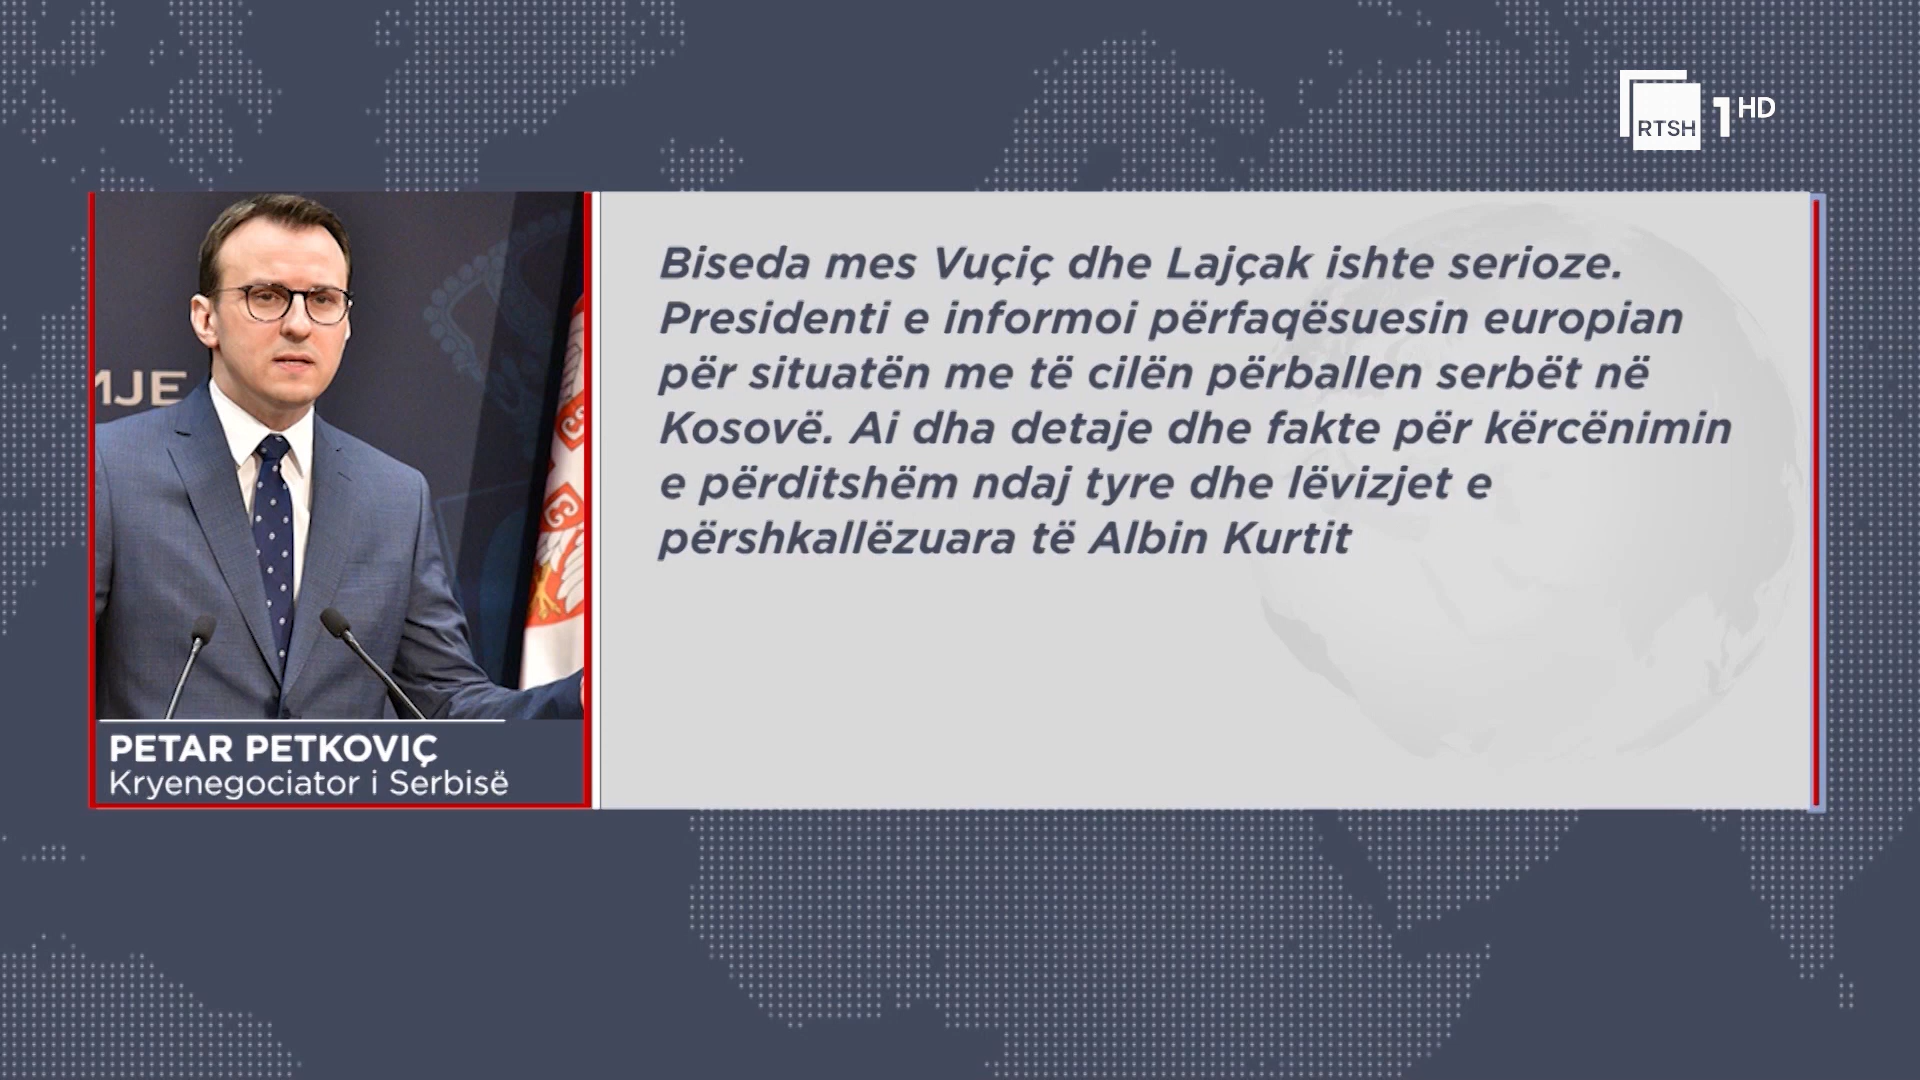 RTSH 1 HD
MJE
Biseda mes Vuçiç dhe Lajçak ishte serioze.
Presidenti e informoi përfaqësuesin europian
për situatën me të cilën përballen serbët në
Kosovë. Ai dha detaje dhe fakte për kërcënimin
e përditshëm ndaj tyre dhe lëvizjet e
përshkallëzuara të Albin Kurtit
PETAR PETKOVIÇ
Kryenegociator i Serbisë